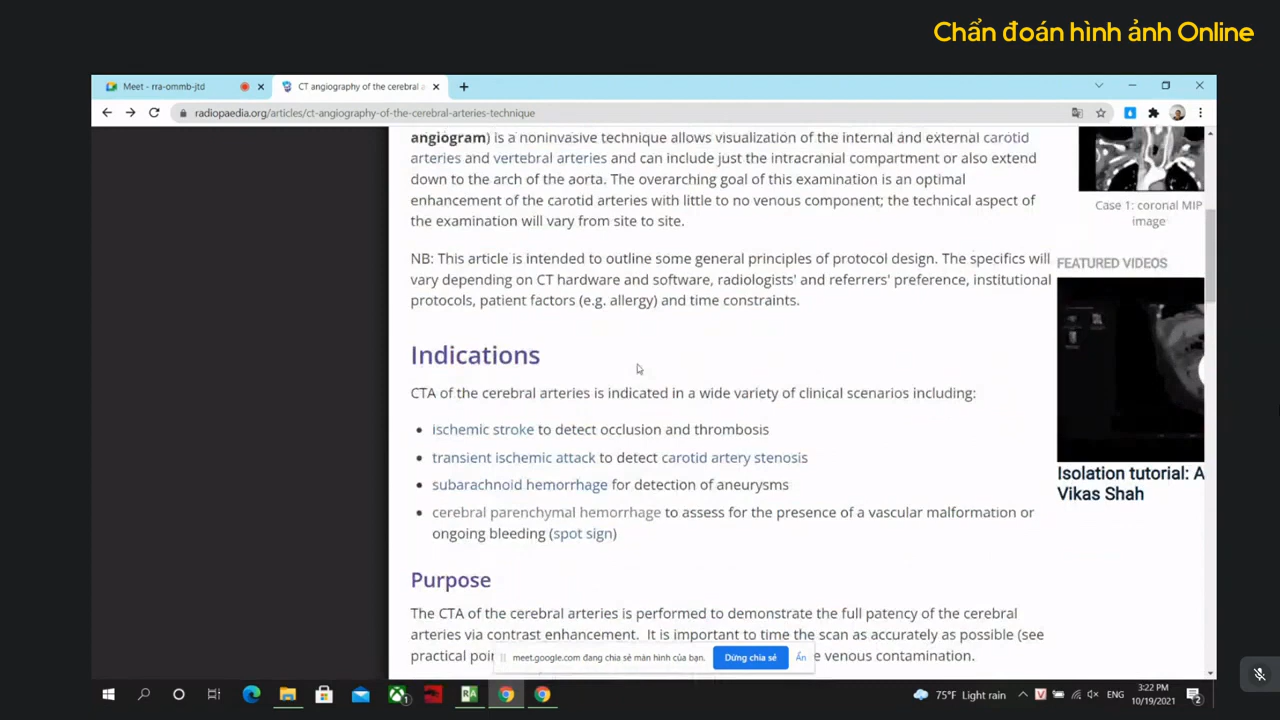 Chẩn đoán hình ảnh Online
Meet - rra-ommb-jtd
CT angiography of the cerebral a
radiopaedia.org/articles/ct-angiography-of-the-cerebral-arteries-technique
angiogram) is a noninvasive technique allows visualization of the internal and external carotid
arteries and vertebral arteries and can include just the intracranial compartment or also extend
down to the arch of the aorta. The overarching goal of this examination is an optimal
enhancement of the carotid arteries with little to no venous component; the technical aspect of
the examination will vary from site to site.
Case 1: coronal MIP
image
NB: This article is intended to outline some general principles of protocol design. The specifics will
vary depending on CT hardware and software, radiologists' and referrers' preference, institutional
protocols, patient factors (e.g. allergy) and time constraints.
FEATURED VIDEOS
Indications
CTA of the cerebral arteries is indicated in a wide variety of clinical scenarios including:
• ischemic stroke to detect occlusion and thrombosis
• transient ischemic attack to detect carotid artery stenosis
• subarachnoid hemorrhage for detection of aneurysms
• cerebral parenchymal hemorrhage to assess for the presence of a vascular malformation or
ongoing bleeding (spot sign)
Isolation tutorial: A
Vikas Shah
Purpose
The CTA of the cerebral arteries is performed to demonstrate the full patency of the cerebral
arteries via contrast enhancement. It is important to time the scan as accurately as possible (see
practical poi
e venous contamination.
meet.google.com đang chia sẻ màn hình của bạn.
Dừng chia sẻ
Ẩn
75°F Light rain
ENG
3:22 PM
10/19/2021